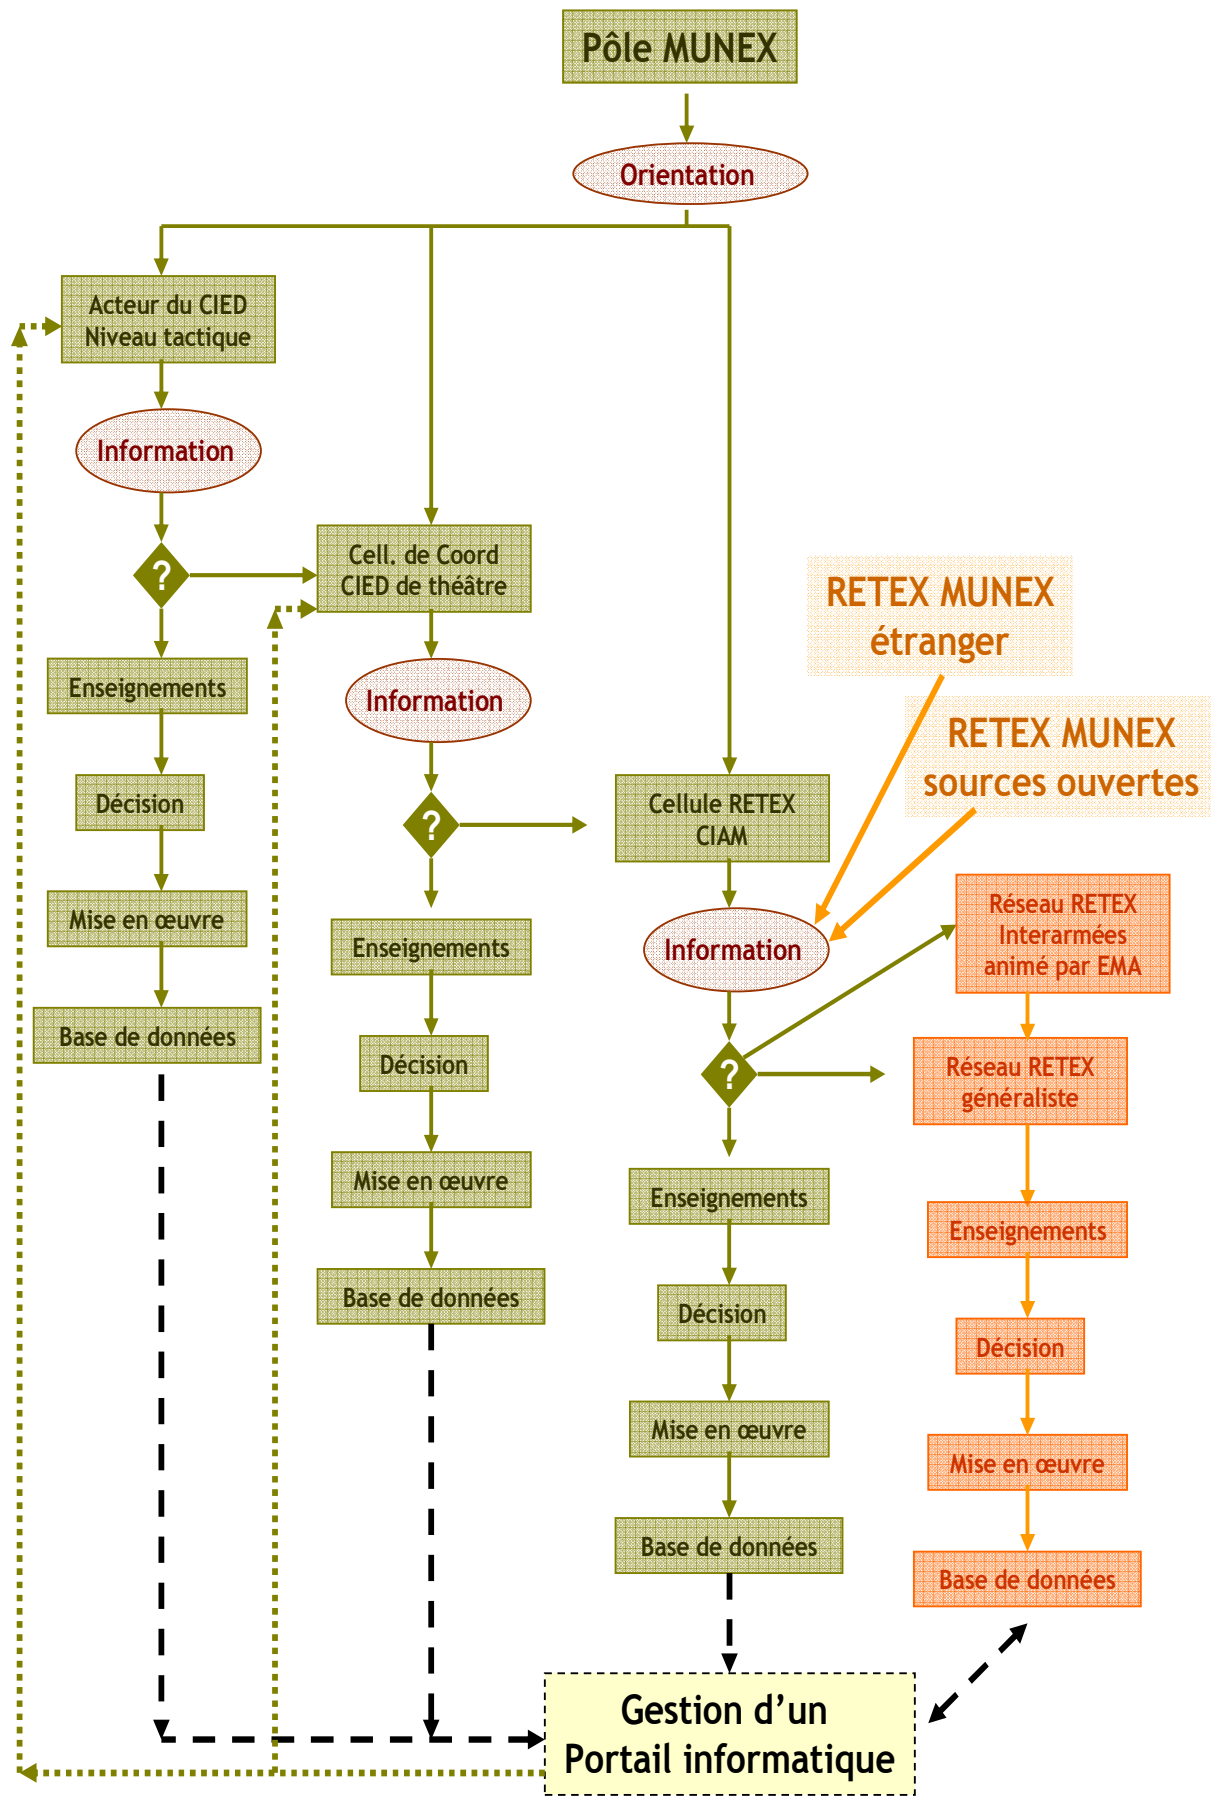 Pôle MUNEX
Orientation
Acteur du CIED
Niveau tactique
Information
?
Enseignements
Décision
Mise en œuvre
Base de données
Cell. de Coord
CIED de théâtre
Information
?
Enseignements
Décision
Mise en œuvre
Base de données
RETEX MUNEX
étranger
RETEX MUNEX
sources ouvertes
Cellule RETEX
CIAM
Information
?
Enseignements
Décision
Mise en œuvre
Base de données
Réseau RETEX
Interarmées
animé par EMA
Réseau RETEX
généraliste
Enseignements
Décision
Mise en œuvre
Base de données
Gestion d’un
Portail informatique